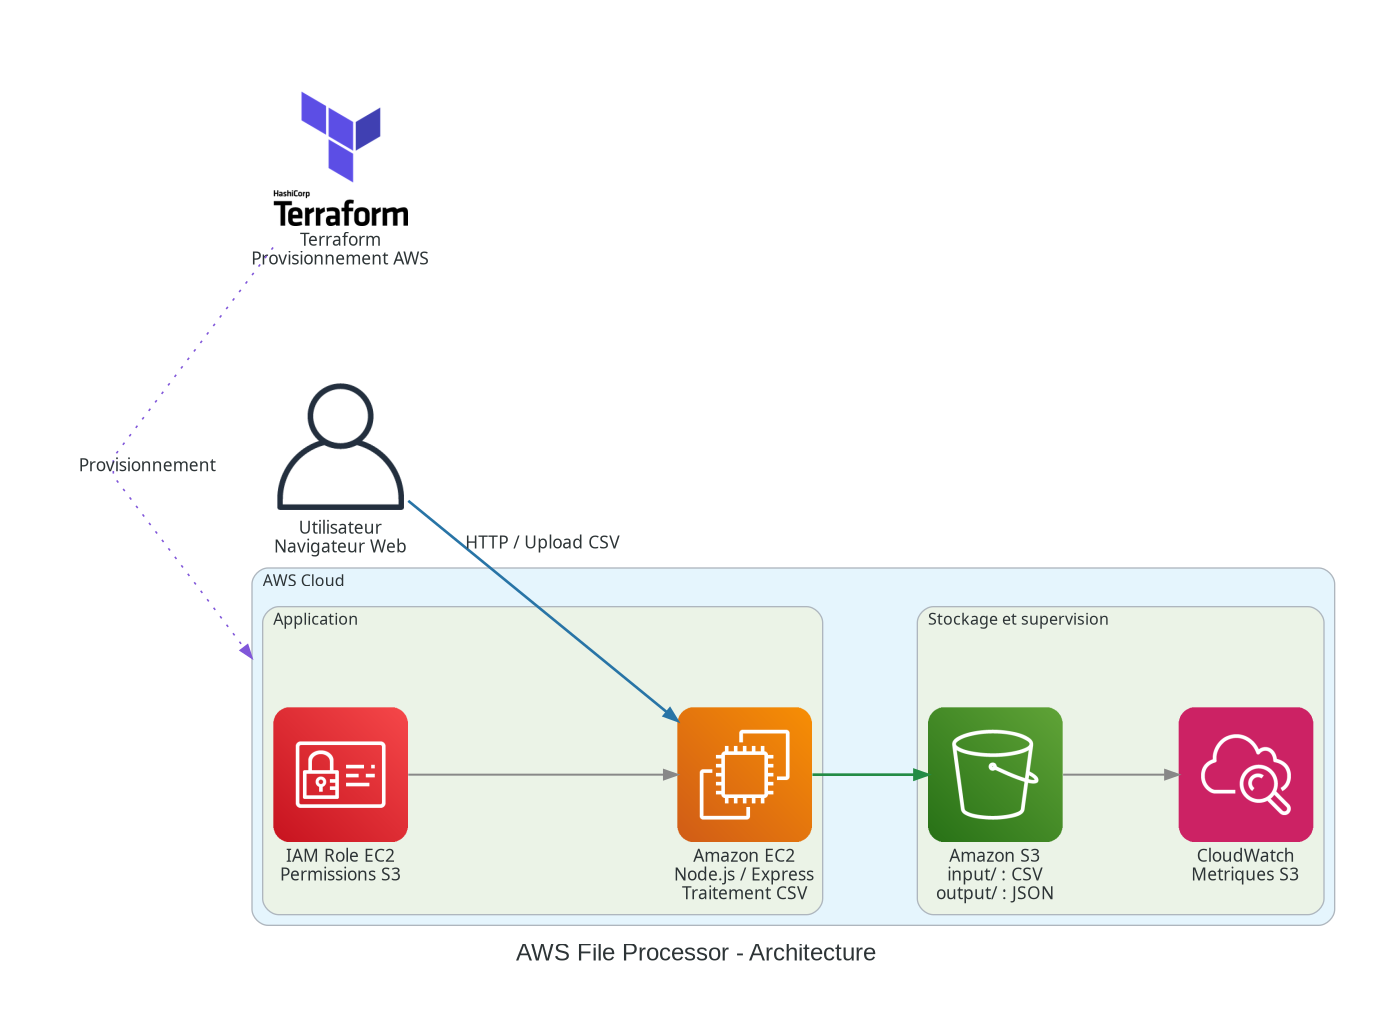 HashiCorp
Terraform
Terraform
Provisionnement AWS
Provisionnement
Utilisateur
Navigateur Web
HTTP / Upload CSV
AWS Cloud
Application
Stockage et supervision
IAM Role EC2
Permissions S3
Amazon EC2
Node.js / Express
Traitement CSV
Amazon S3
input/ : CSV
output/ : JSON
CloudWatch
Metriques S3
AWS File Processor - Architecture